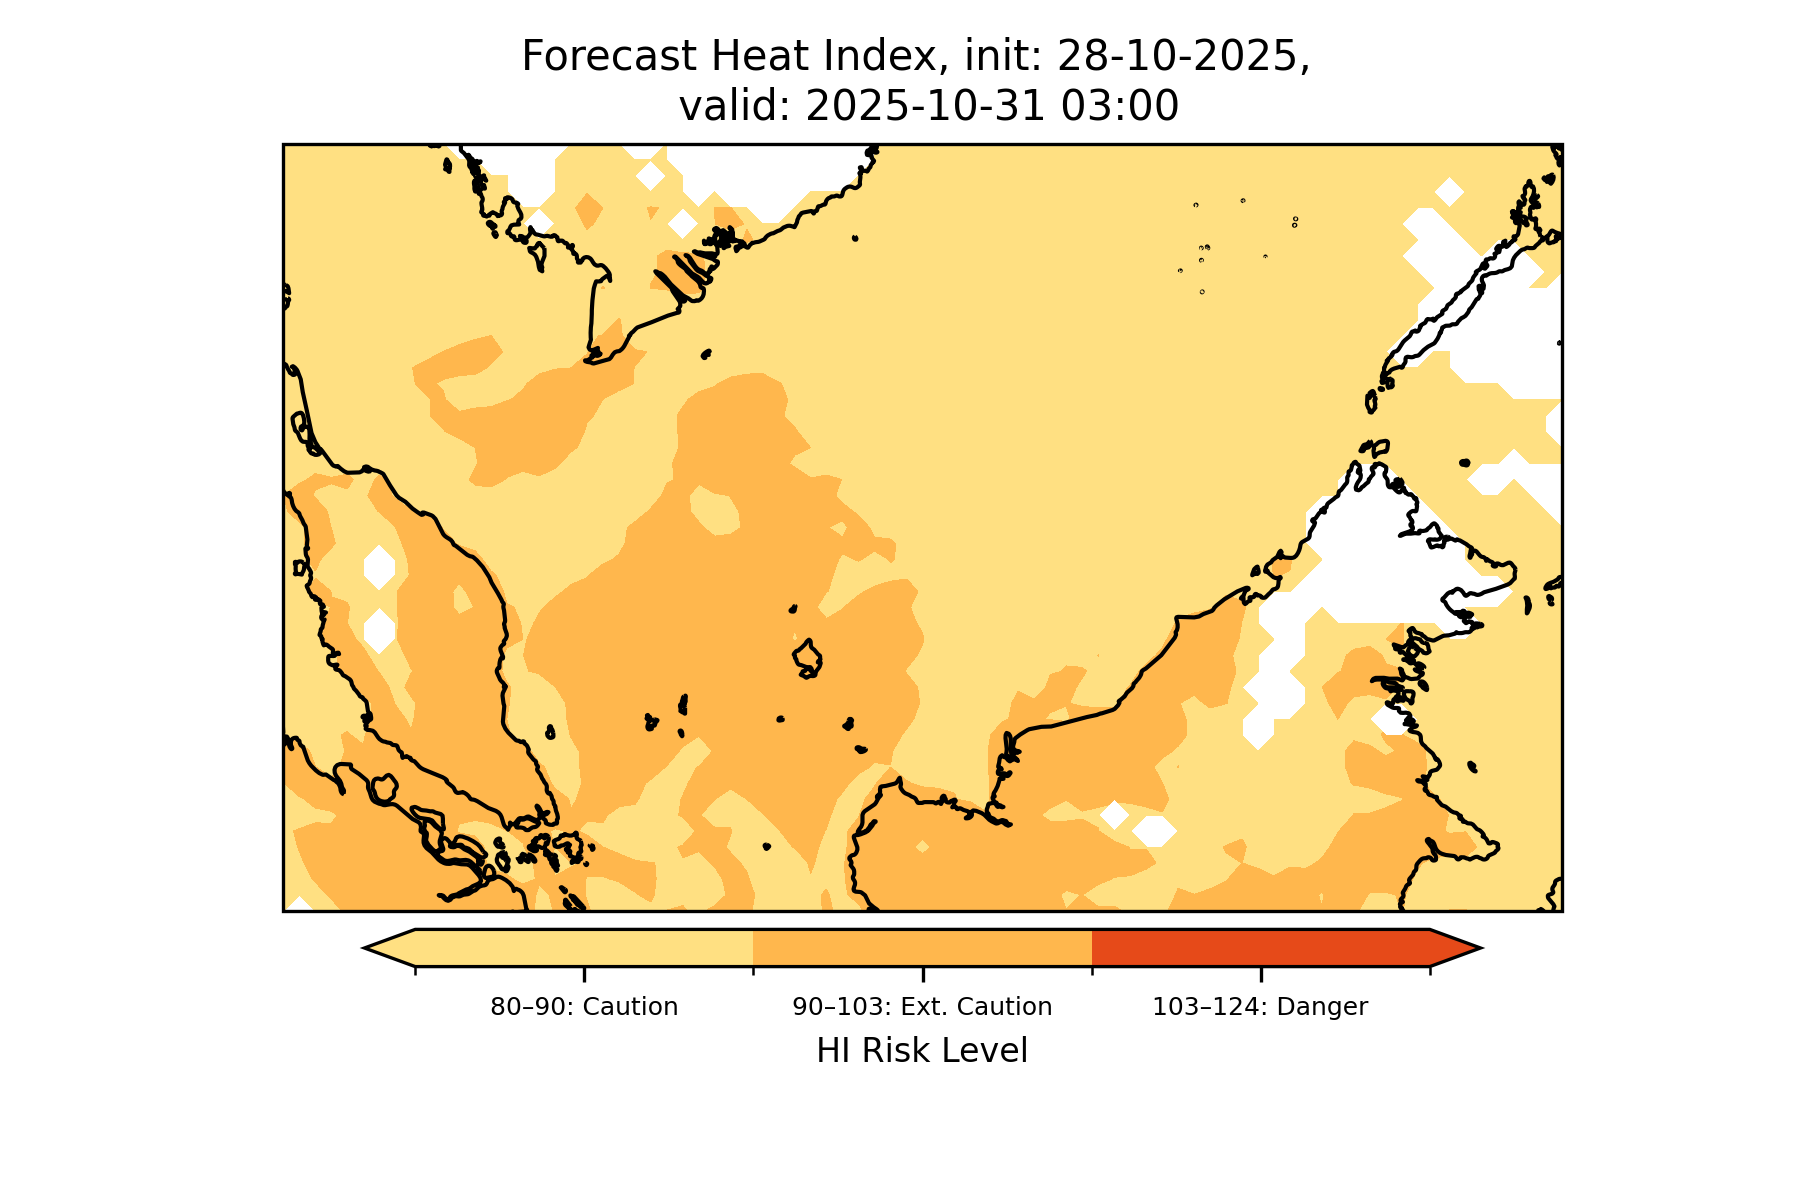 Forecast Heat Index, init: 28-10-2025,
valid: 2025-10-31 03:00
80–90: Caution
90–103: Ext. Caution
103–124: Danger
HI Risk Level